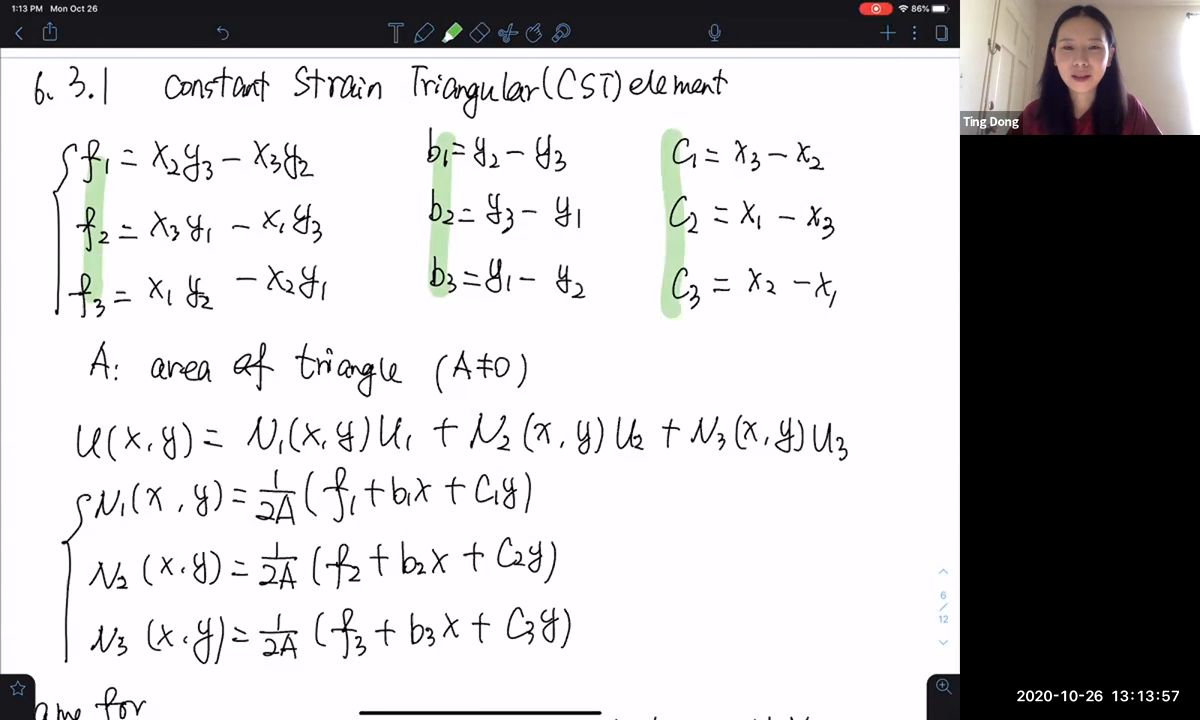 1:13 PM Mon Oct 26
86%
6.3.1 Constant Strain Triangular (CST) element
f₁ = x₂y₃ − x₃y₂ b₁ = y₂ − y₃ C₁ = x₃ − x₂
f₂ = x₃y₁ − x₁y₃ b₂ = y₃ − y₁ C₂ = x₁ − x₃
f₃ = x₁y₂ − x₂y₁ b₃ = y₁ − y₂ C₃ = x₂ − x₁
A: area of triangle (A≠0)
U(x,y) = N₁(x,y)U₁ + N₂(x,y)U₂ + N₃(x,y)U₃
N₁(x,y) = 1/2A (f₁ + b₁x + C₁y)
N₂(x,y) = 1/2A (f₂ + b₂x + C₂y)
N₃(x,y) = 1/2A (f₃ + b₃x + C₃y)
for
6
/
12
Ting Dong
2020-10-26 13:13:57